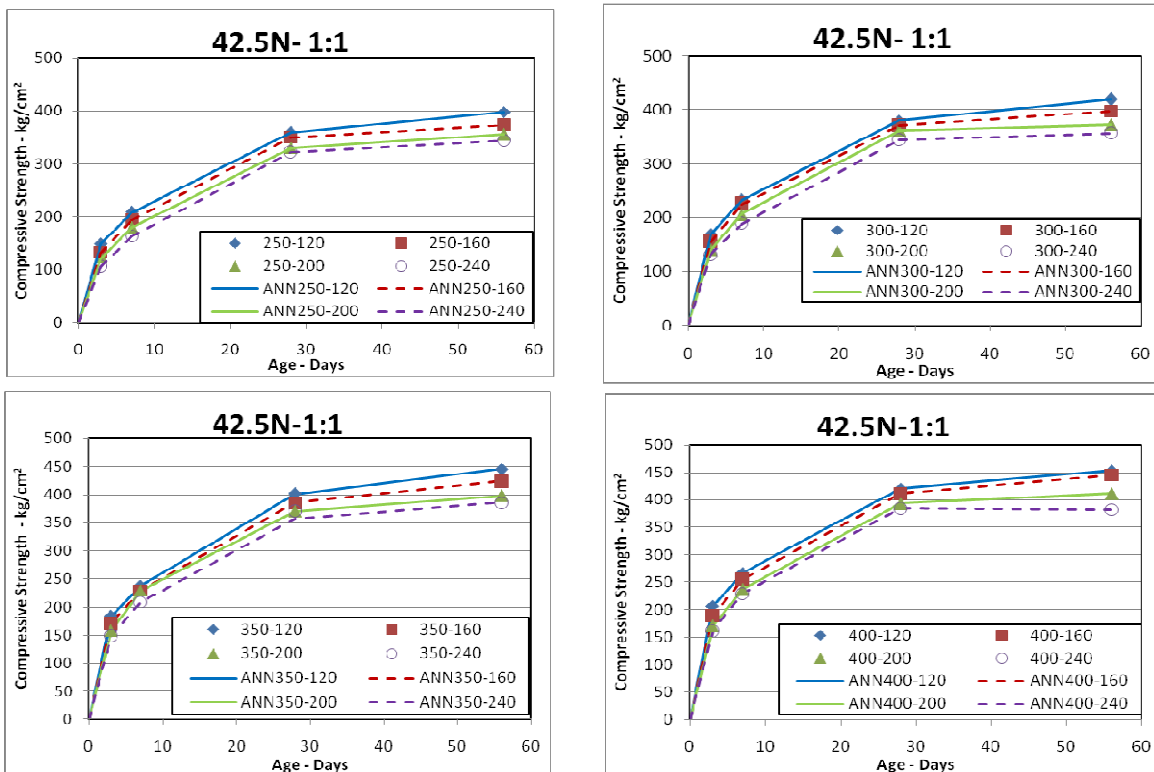 42.5N- 1:1
Compressive Strength - kg/cm²
500
400
300
200
100
0
250-120 250-160
250-200 250-240
ANN250-120 ANN250-160
ANN250-200 ANN250-240
0 10 20 30 40 50 60
Age - Days
42.5N- 1:1
Compressive Strength - kg/cm²
500
400
300
200
100
0
300-120 300-160
300-200 300-240
ANN300-120 ANN300-160
ANN300-200 ANN300-240
0 10 20 30 40 50 60
Age - Days
42.5N-1:1
Compressive Strength -kg/cm²
500
450
400
350
300
250
200
150
100
50
0
350-120 350-160
350-200 350-240
ANN350-120 ANN350-160
ANN350-200 ANN350-240
0 10 20 30 40 50 60
Age - Days
42.5N-1:1
Compressive Strength - kg/cm²
500
450
400
350
300
250
200
150
100
50
0
400-120 400-160
400-200 400-240
ANN400-120 ANN400-160
ANN400-200 ANN400-240
0 10 20 30 40 50 60
Age - Days